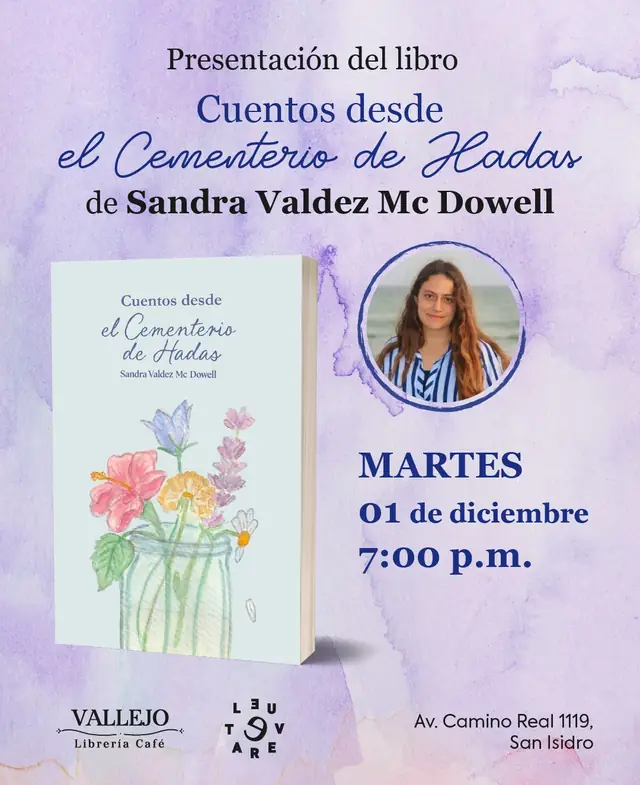 Presentación del libro
Cuentos desde
el Cementerio de Hadas
de Sandra Valdez Mc Dowell
Cuentos desde
el Cementerio
de Hadas
Sandra Valdez Mc Dowell
MARTES
01 de diciembre
7:00 p.m.
VALLEJO
Librería Café
Av. Camino Real 1119,
San Isidro